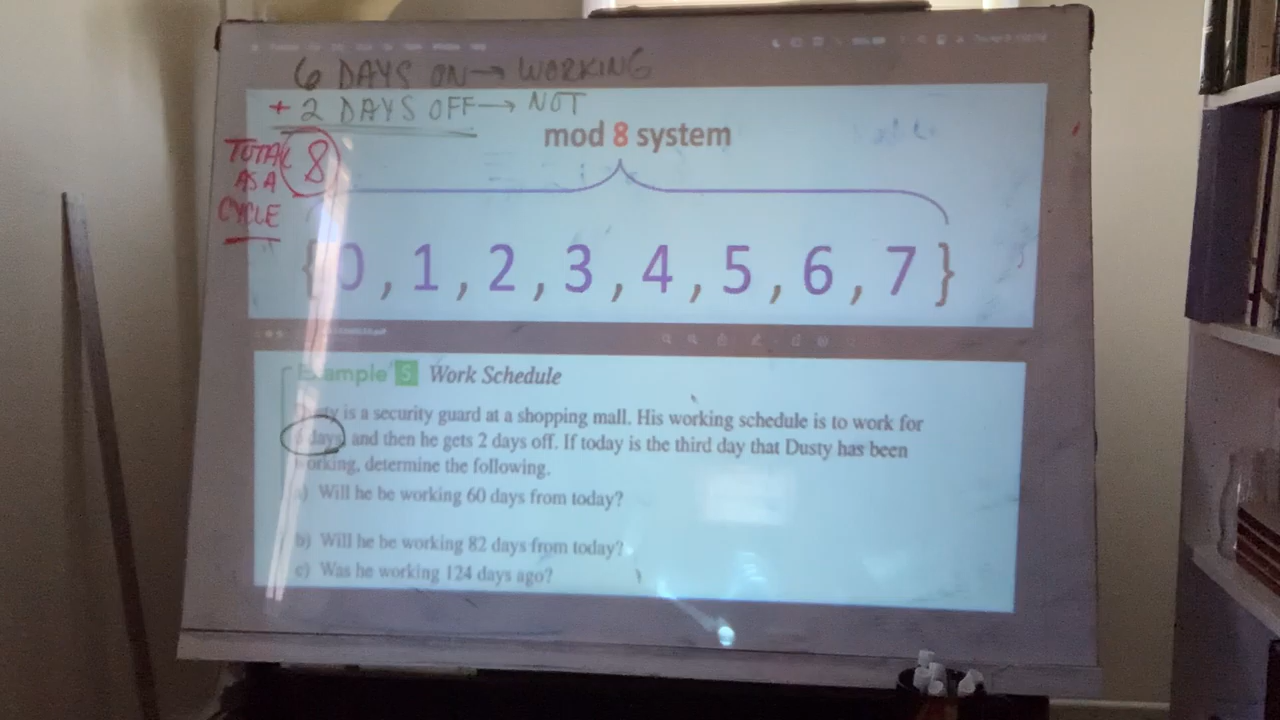 6 DAYS ON → WORKING
+ 2 DAYS OFF → NOT
TOTAL 8
AS A
CYCLE
mod 8 system
{0, 1, 2, 3, 4, 5, 6, 7}
Example 5 Work Schedule
is a security guard at a shopping mall. His working schedule is to work for
days, and then he gets 2 days off. If today is the third day that Dusty has been
working, determine the following.
a) Will he be working 60 days from today?
b) Will he be working 82 days from today?
c) Was he working 124 days ago?